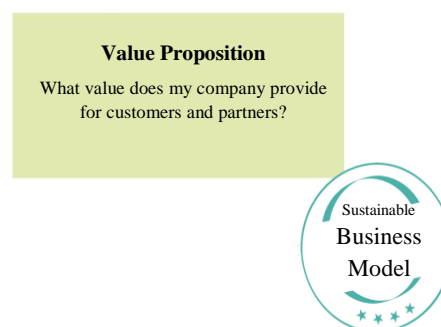 Value Proposition
What value does my company provide
for customers and partners?
Sustainable
Business
Model